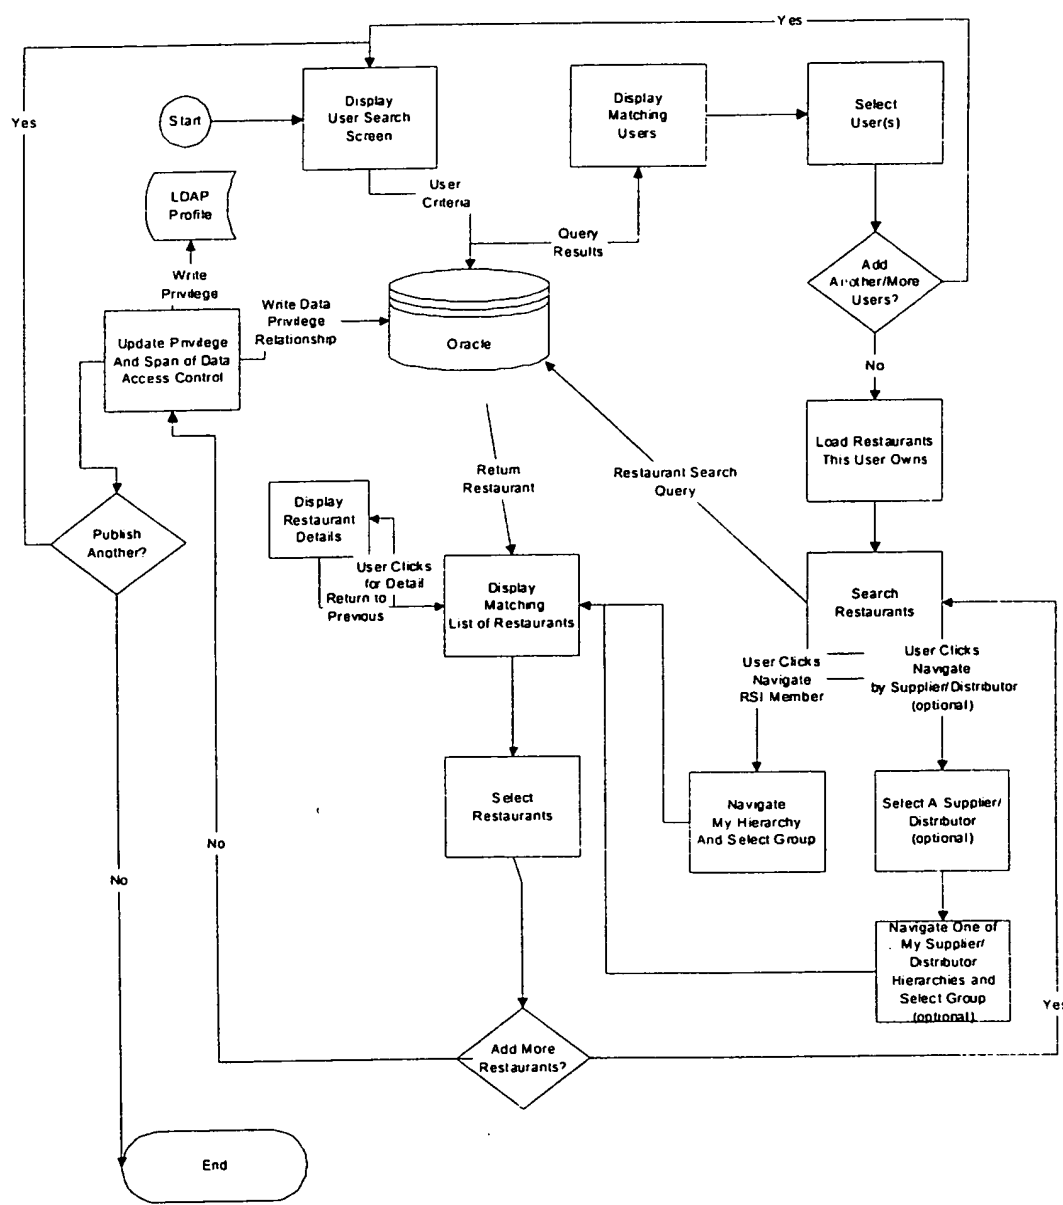 Yes
Yes
Start
Display
User Search
Screen
Display
Matching
Users
Select
User(s)
LDAP
Profile
User
Criteria
Query
Results
Add
Another/More
Users?
Write
Privilege
Write Data
Privilege
Relationship
Update Privilege
And Span of Data
Access Control
Oracle
No
Load Restaurants
This User Owns
Return
Restaurant
Restaurant Search
Query
Display
Restaurant
Details
Publish
Another?
User Clicks
for Detail
Return to
Previous
Display
Matching
List of Restaurants
Search
Restaurants
User Clicks
Navigate
RSI Member
User Clicks
Navigate
by Supplier/Distributor
(optional)
Select
Restaurants
Navigate
My Hierarchy
And Select Group
Select A Supplier/
Distributor
(optional)
No
No
Navigate One of
My Supplier/
Distributor
Hierarchies and
Select Group
(optional)
Yes
Add More
Restaurants?
End